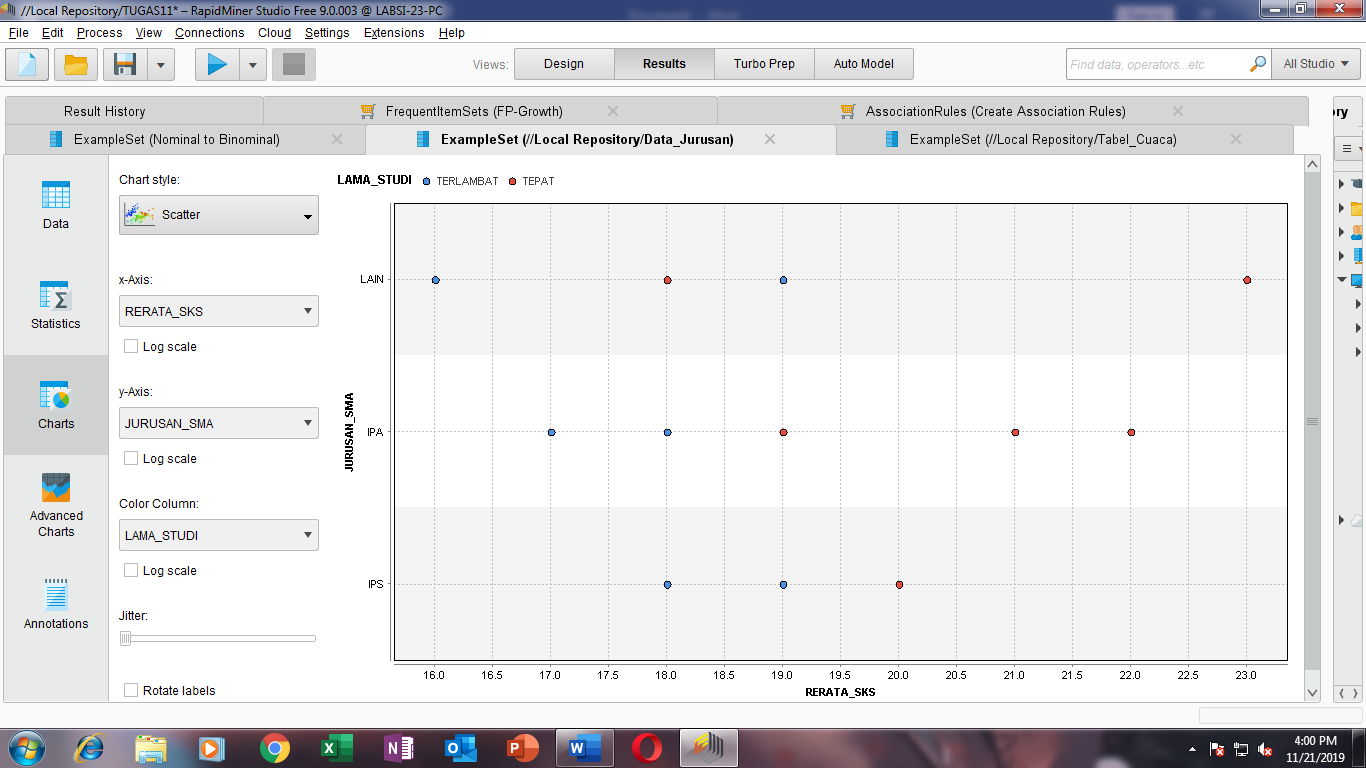 //Local Repository/TUGAS11* – RapidMiner Studio Free 9.0.003 @ LABSI-23-PC
File Edit Process View Connections Cloud Settings Extensions Help
Views: Design Results Turbo Prep Auto Model Find data, operators...etc All Studio
Result History FrequentItemSets (FP-Growth) AssociationRules (Create Association Rules)
ExampleSet (Nominal to Binominal) ExampleSet (//Local Repository/Data_Jurusan) ExampleSet (//Local Repository/Tabel_Cuaca)
Data
Statistics
Charts
Advanced
Charts
Annotations
Chart style:
Scatter
x-Axis:
RERATA_SKS
Log scale
y-Axis:
JURUSAN_SMA
Log scale
Color Column:
LAMA_STUDI
Log scale
Jitter:
Rotate labels
LAMA_STUDI TERLAMBAT TEPAT
LAIN
IPA
IPS
JURUSAN_SMA
16.0 16.5 17.0 17.5 18.0 18.5 19.0 19.5 20.0 20.5 21.0 21.5 22.0 22.5 23.0
RERATA_SKS
4:00 PM
11/21/2019